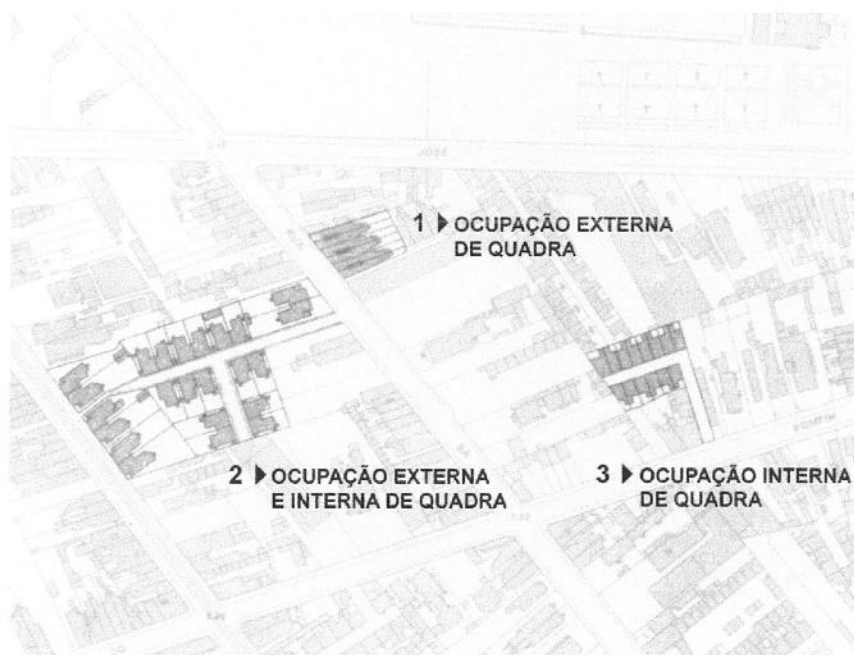 1 ▶ OCUPAÇÃO EXTERNA
DE QUADRA
2 ▶ OCUPAÇÃO EXTERNA
E INTERNA DE QUADRA
3 ▶ OCUPAÇÃO INTERNA
DE QUADRA